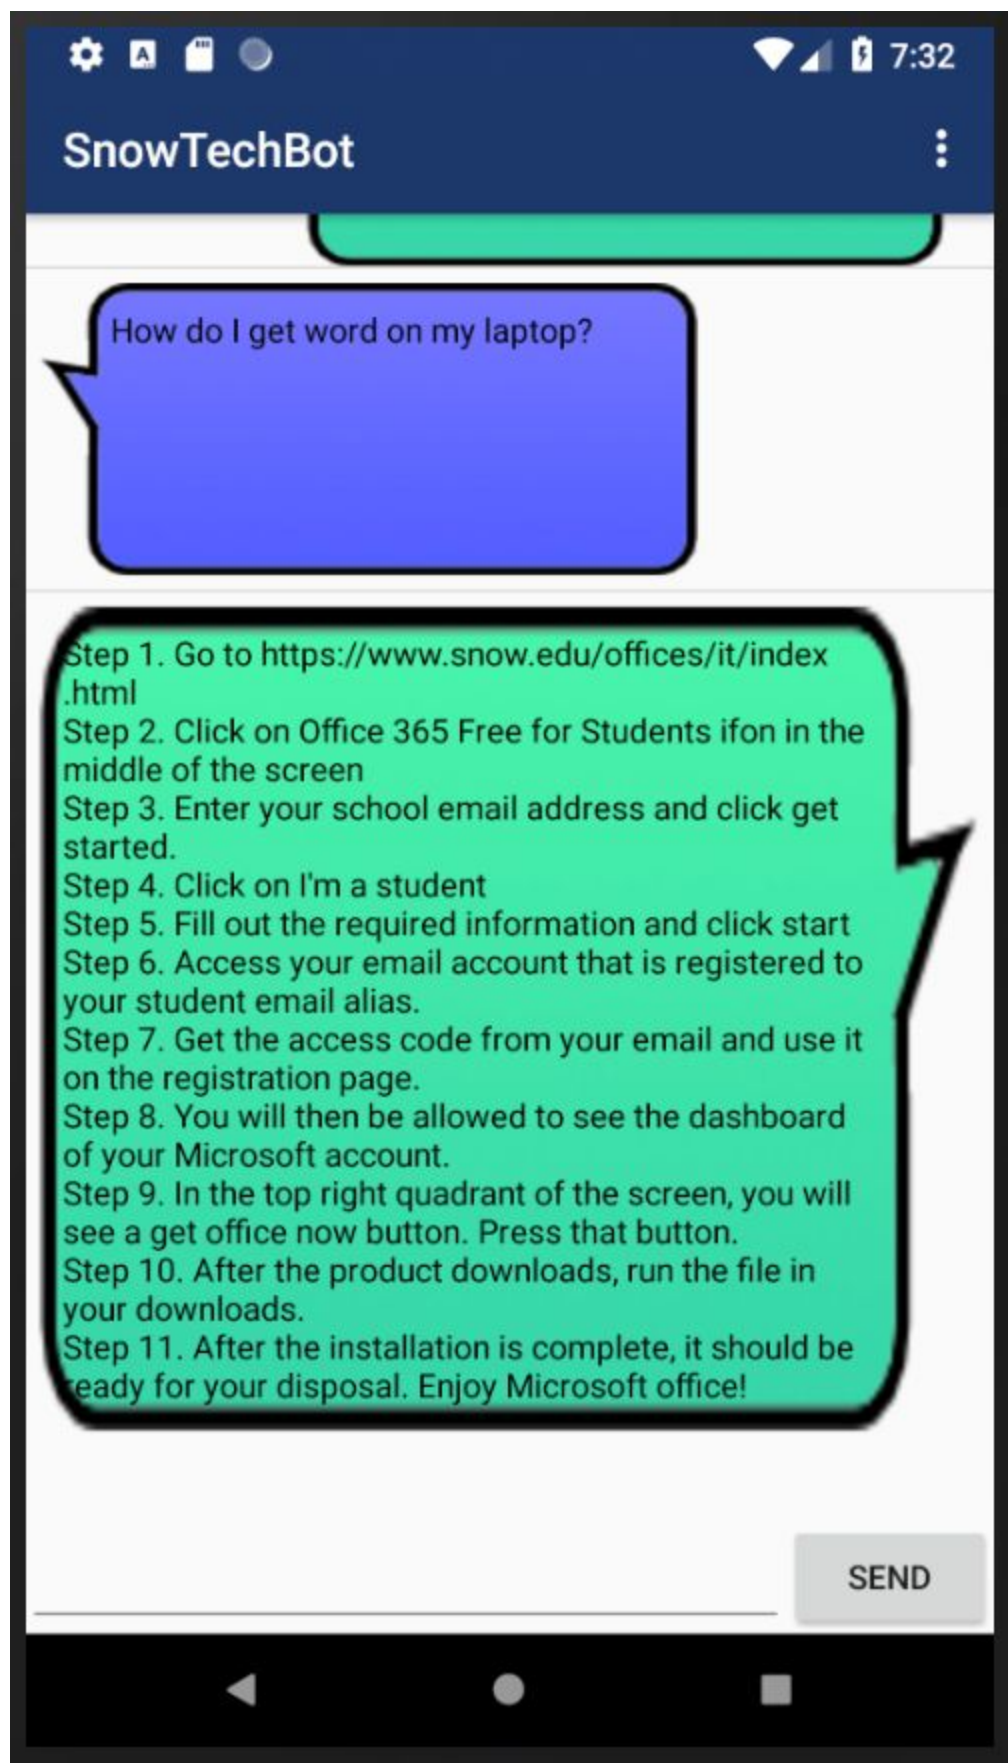 7:32
SnowTechBot
How do I get word on my laptop?
Step 1. Go to https://www.snow.edu/offices/it/index
.html
Step 2. Click on Office 365 Free for Students ifon in the
middle of the screen
Step 3. Enter your school email address and click get
started.
Step 4. Click on I'm a student
Step 5. Fill out the required information and click start
Step 6. Access your email account that is registered to
your student email alias.
Step 7. Get the access code from your email and use it
on the registration page.
Step 8. You will then be allowed to see the dashboard
of your Microsoft account.
Step 9. In the top right quadrant of the screen, you will
see a get office now button. Press that button.
Step 10. After the product downloads, run the file in
your downloads.
Step 11. After the installation is complete, it should be
ready for your disposal. Enjoy Microsoft office!
SEND